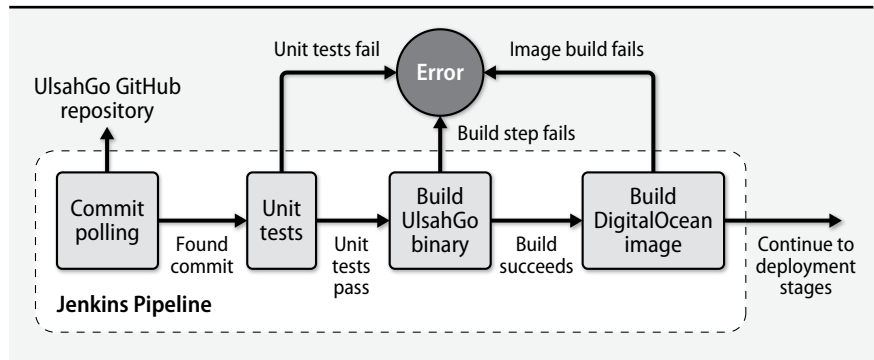 Unit tests fail
Image build fails
Error
UlsahGo GitHub
repository
Build step fails
Commit
polling
Found
commit
Unit
tests
Unit
tests
pass
Build
UlsahGo
binary
Build
succeeds
Build
DigitalOcean
image
Continue to
deployment
stages
Jenkins Pipeline